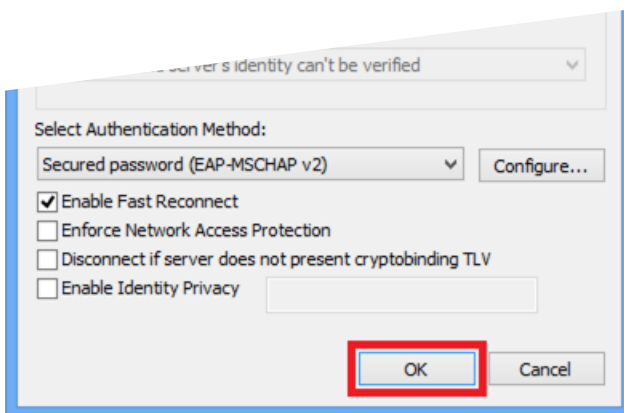 server's identity can't be verified
Select Authentication Method:
Secured password (EAP-MSCHAP v2)
Configure...
Enable Fast Reconnect
Enforce Network Access Protection
Disconnect if server does not present cryptobinding TLV
Enable Identity Privacy
OK
Cancel